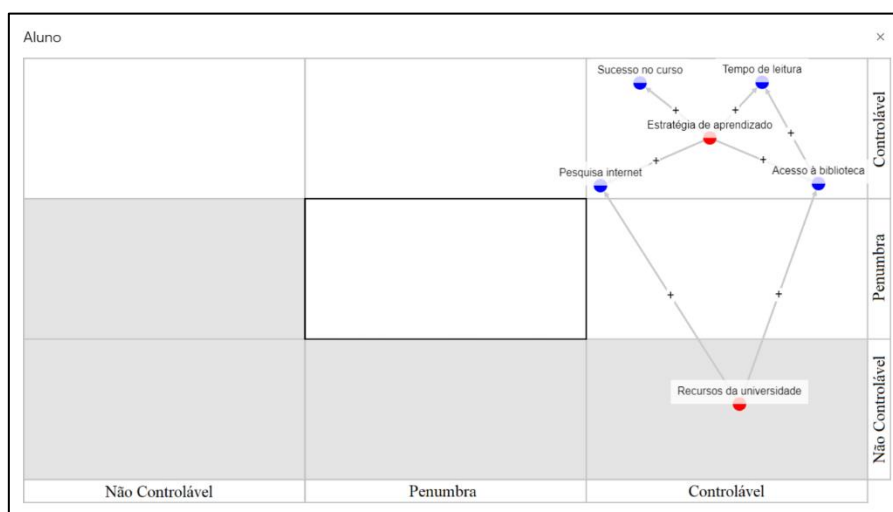 Aluno
×
Sucesso no curso
Tempo de leitura
+
+
Estratégia de aprendizado
+
+
+
Pesquisa internet
Acesso à biblioteca
Controlável
+
+
Penumbra
Recursos da universidade
Não Controlável
Não Controlável
Penumbra
Controlável